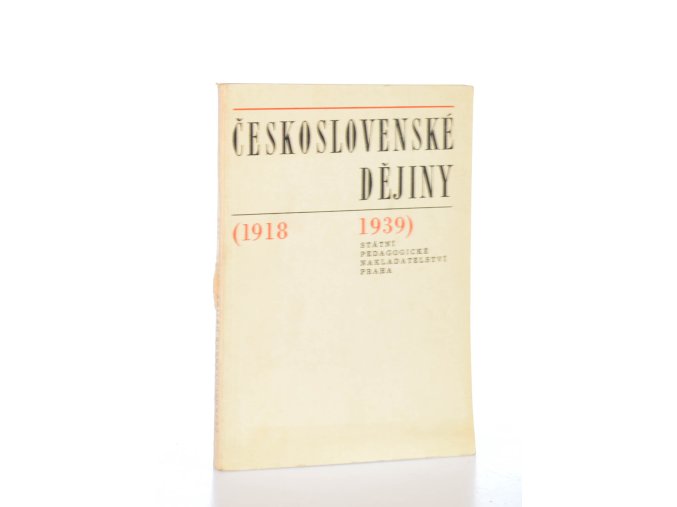 ČESKOSLOVENSKÉ
DĚJINY
(1918 1939)
STÁTNÍ
PEDAGOGICKÉ
NAKLADATELSTVÍ
PRAHA